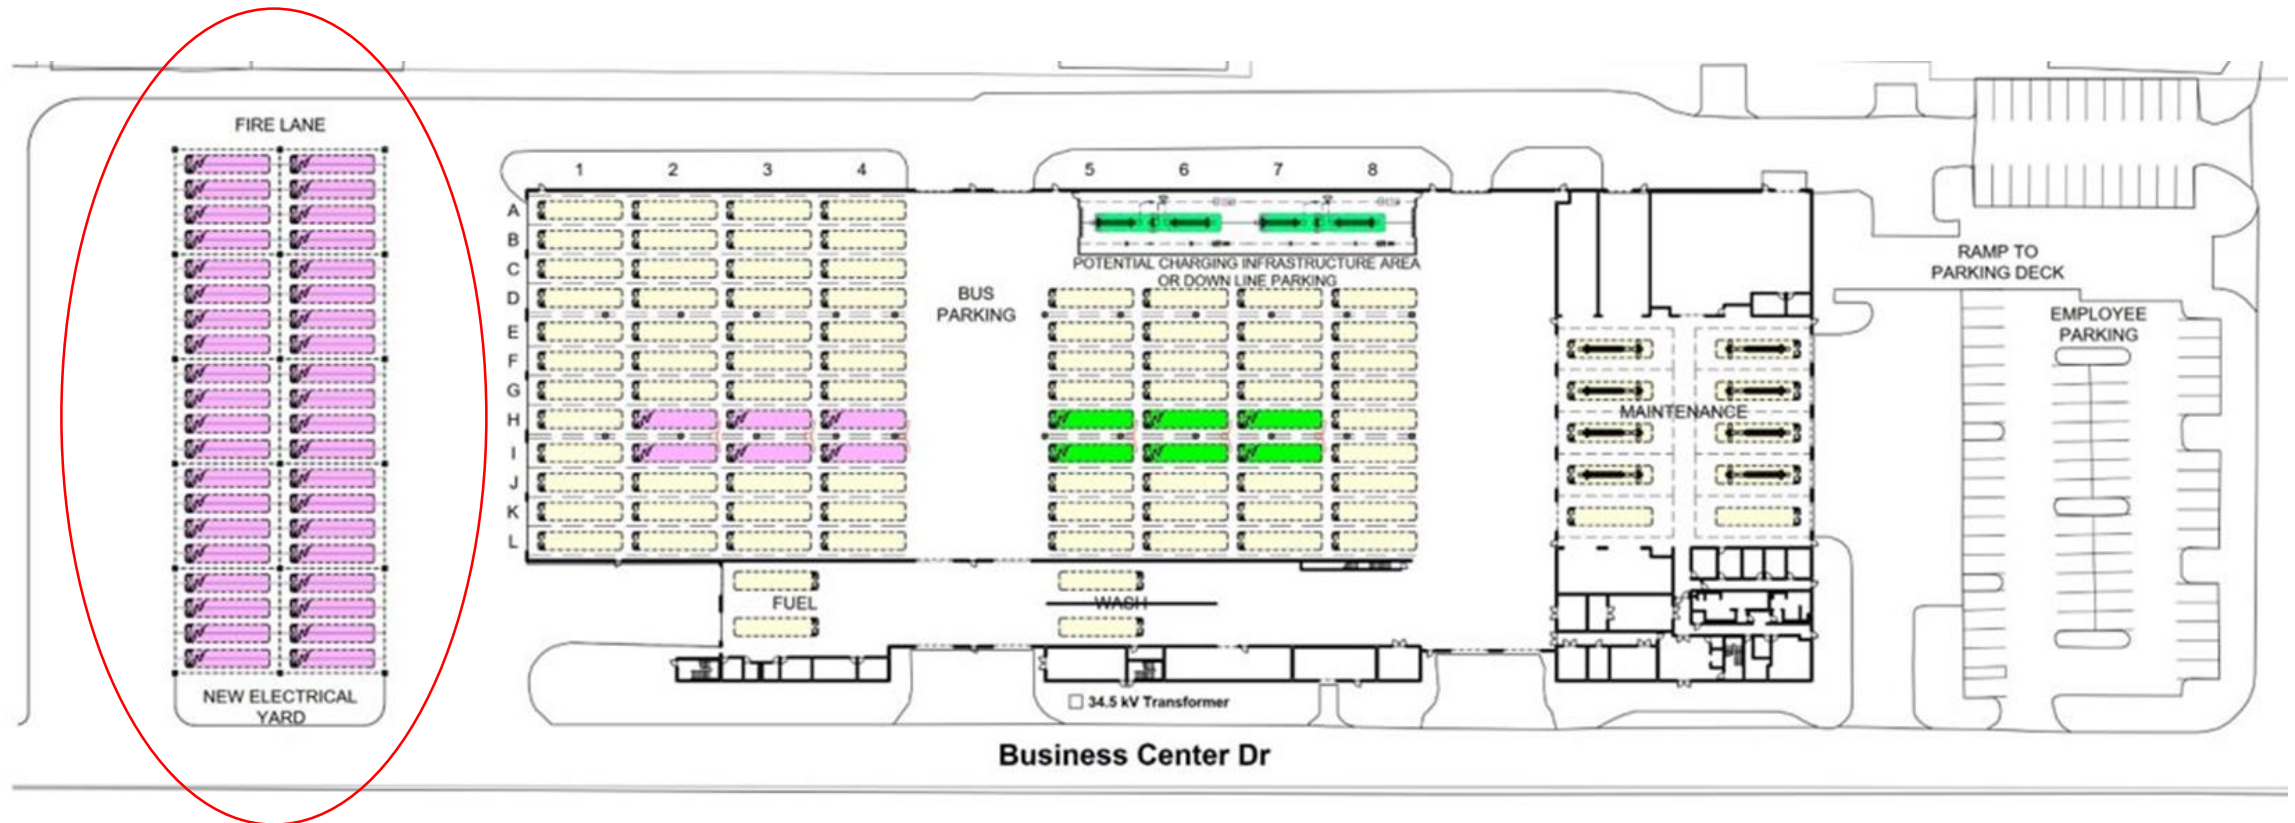 FIRE LANE
1 2 3 4 5 6 7 8
A
B
C
D
E
F
G
H
I
J
K
L
POTENTIAL CHARGING INFRASTRUCTURE AREA
OR DOWN LINE PARKING
BUS
PARKING
RAMP TO
PARKING DECK
EMPLOYEE
PARKING
MAINTENANCE
FUEL
WASH
NEW ELECTRICAL
YARD
34.5 kV Transformer
Business Center Dr